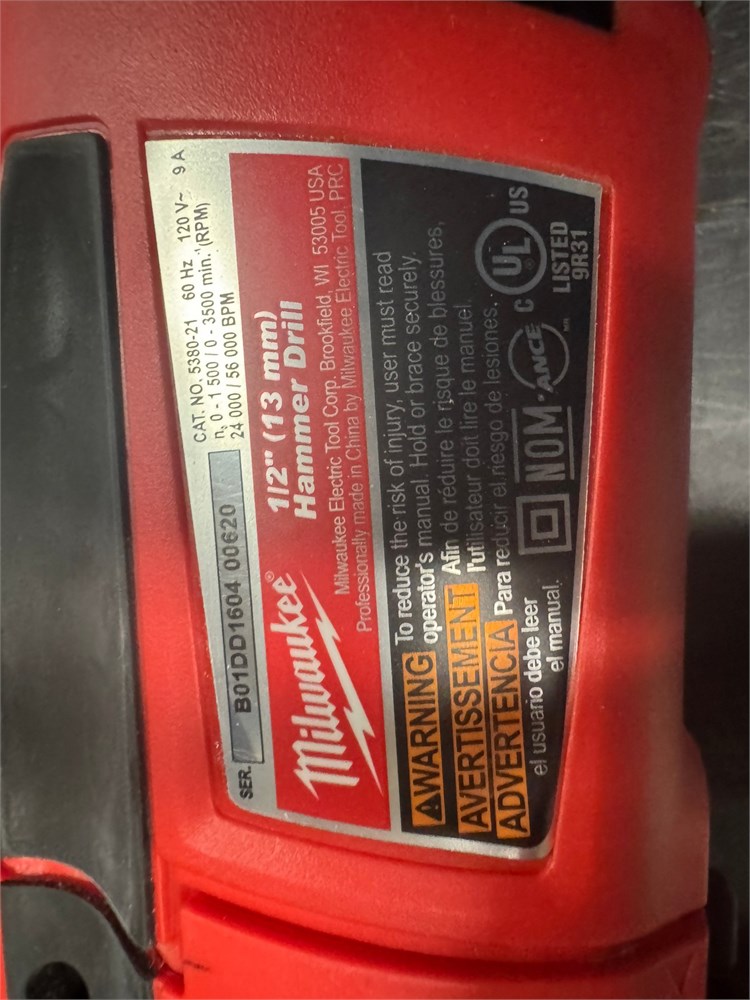 SER. B01DD1604 00620
CAT. NO. 5380-21 60 Hz 120 V~ 9 A
n₀ 0 - 1 500 / 0 - 3500 min.⁻¹(RPM)
24 000 / 56 000 BPM
Milwaukee®
1/2" (13 mm)
Hammer Drill
Milwaukee Electric Tool Corp. Brookfield, WI 53005 USA
Professionally made in China by Milwaukee Electric Tool, PRC
WARNING To reduce the risk of injury, user must read
operator's manual. Hold or brace securely.
AVERTISSEMENT Afin de réduire le risque de blessures,
l'utilisateur doit lire le manuel.
ADVERTENCIA Para reducir el riesgo de lesiones,
el usuario debe leer
el manual.
NOM-ANCE
C UL US
LISTED
9R31